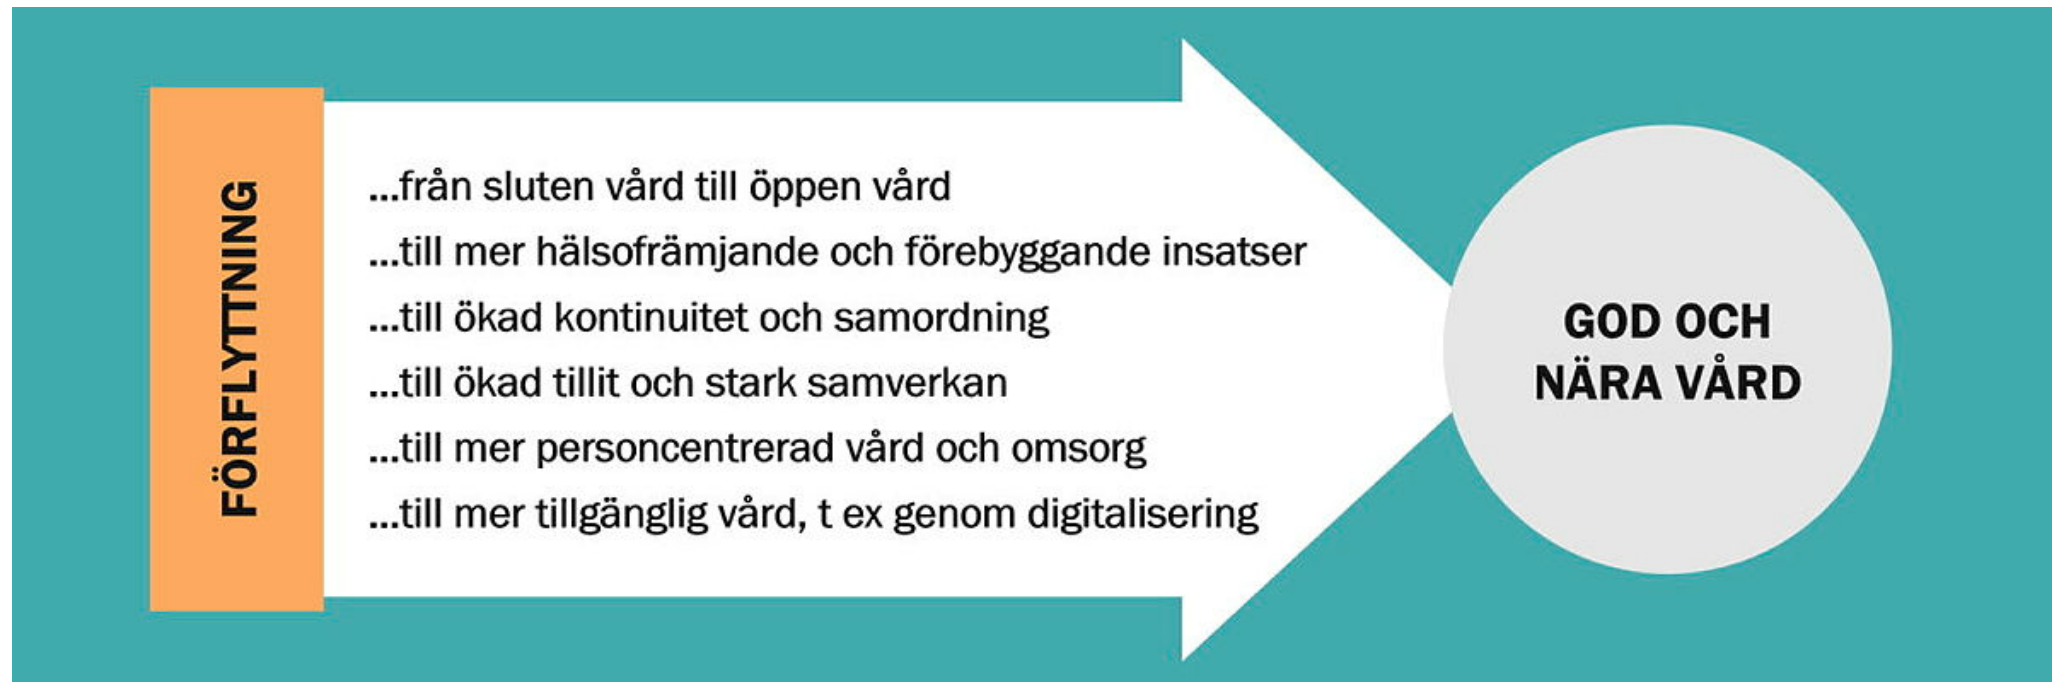 FÖRFLYTTNING
...från sluten vård till öppen vård
...till mer hälsofrämjande och förebyggande insatser
...till ökad kontinuitet och samordning
...till ökad tillit och stark samverkan
...till mer personcentrerad vård och omsorg
...till mer tillgänglig vård, t ex genom digitalisering
GOD OCH
NÄRA VÅRD